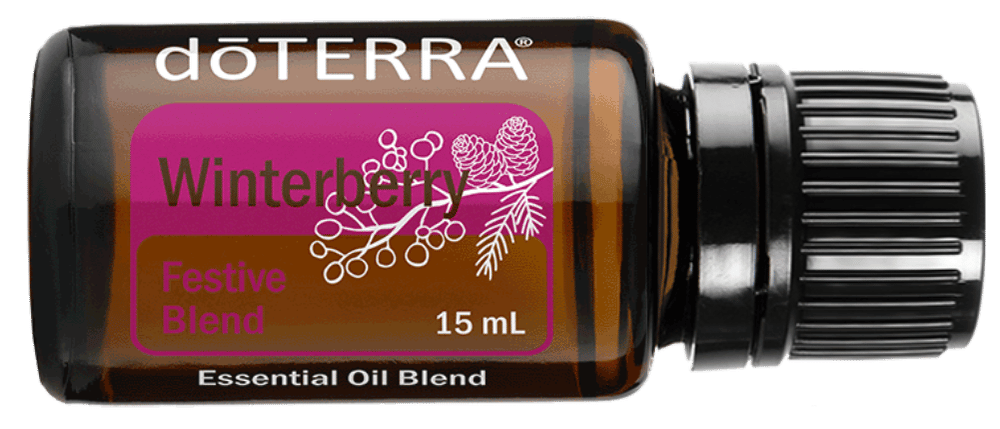 dōTERRA®
Winterberry
Festive
Blend
15 mL
Essential Oil Blend